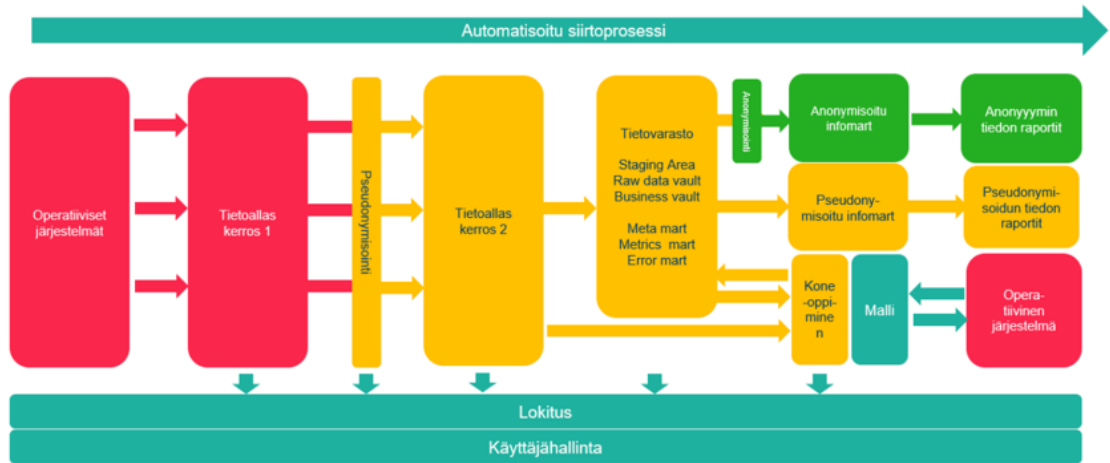 Automatisoitu siirtoprosessi
Operatiiviset
järjestelmät
Tietoallas
kerros 1
Pseudonymisointi
Tietoallas
kerros 2
Tietovarasto
Staging Area
Raw data vault
Business vault
Meta mart
Metrics mart
Error mart
Anonymisointi
Anonymisoitu
infomart
Anonyyymin
tiedon raportit
Pseudony-
misoitu infomart
Pseudonymi-
soidun tiedon
raportit
Kone
-oppi-
mine
n
Malli
Opera-
tiivinen
järjestelmä
Lokitus
Käyttäjähallinta